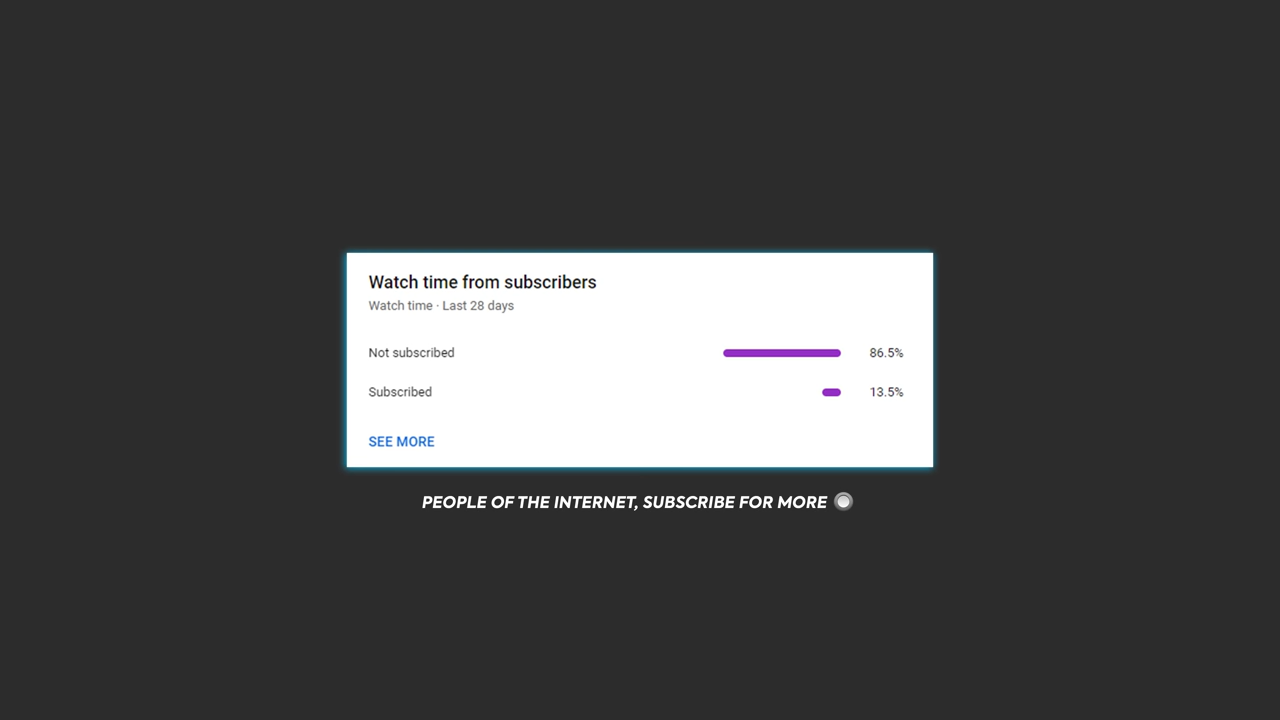 Watch time from subscribers
Watch time · Last 28 days
Not subscribed 86.5%
Subscribed 13.5%
SEE MORE
PEOPLE OF THE INTERNET, SUBSCRIBE FOR MORE